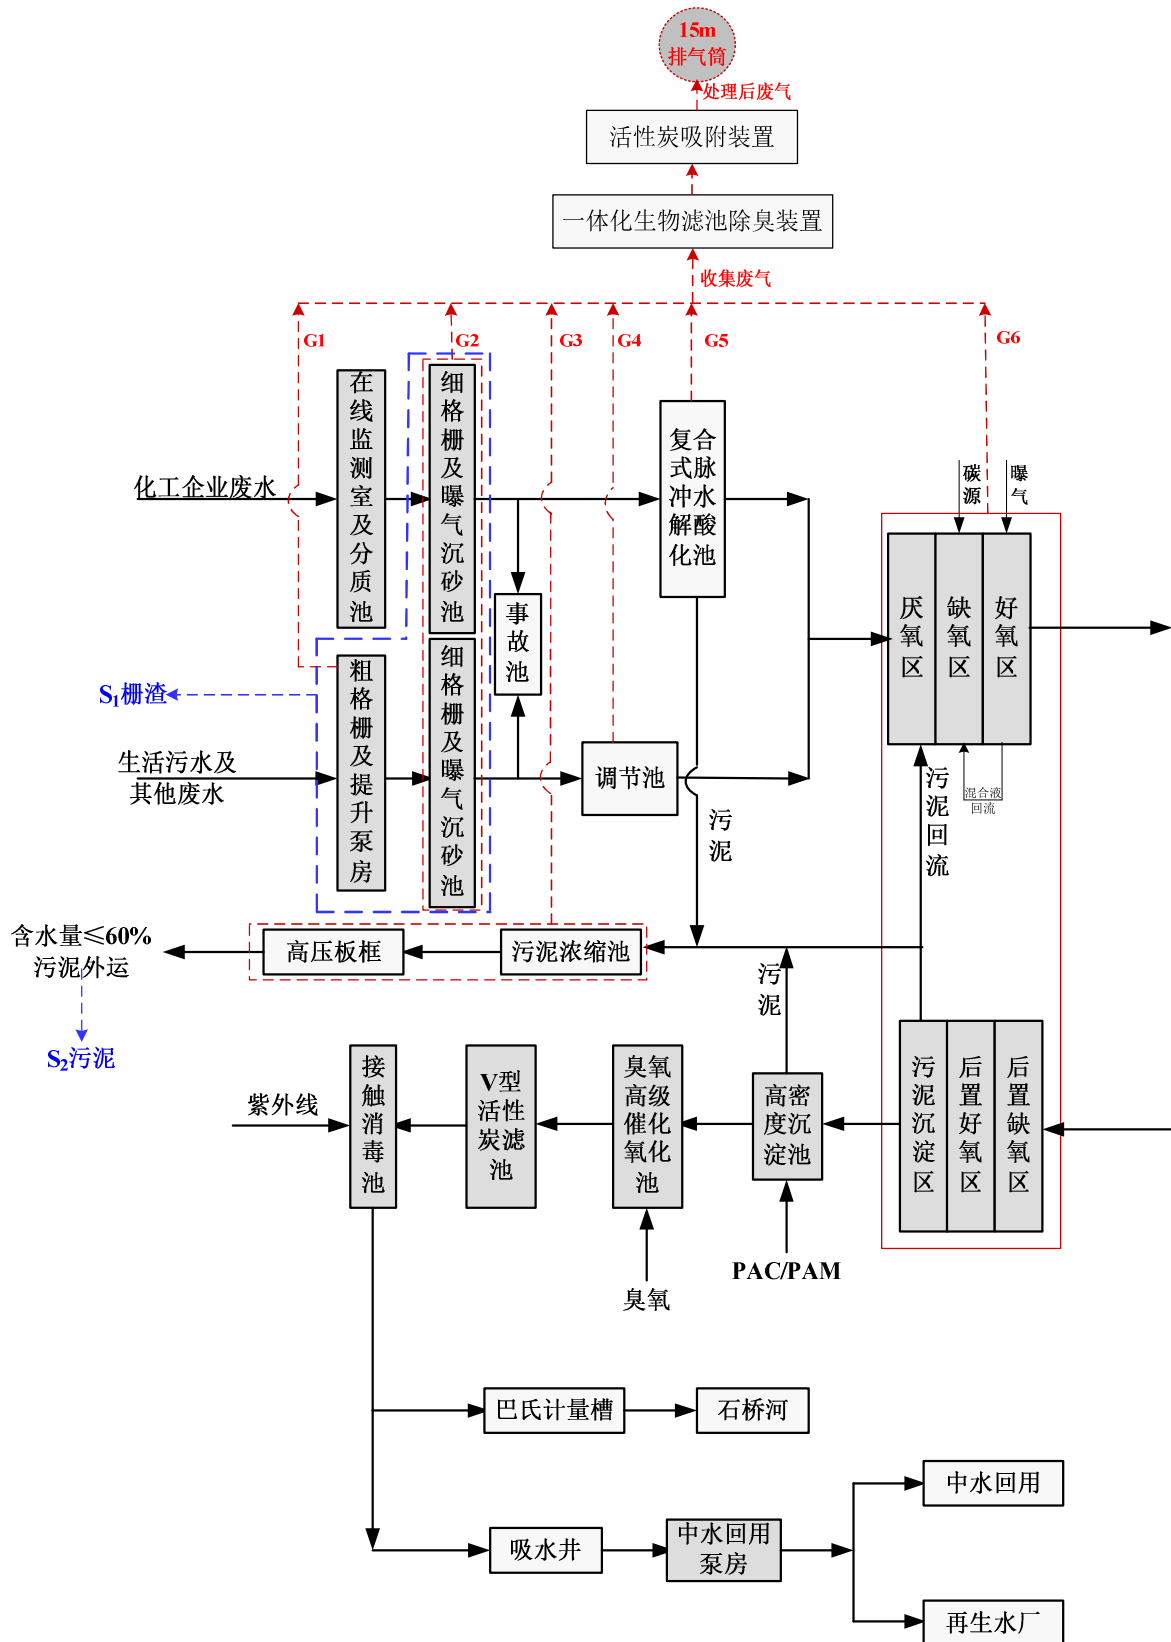 15m
排气筒
处理后废气
活性炭吸附装置
一体化生物滤池除臭装置
收集废气
G1
G2
G3
G4
G5
G6
化工企业废水
在线监测室及分质池
细格栅及曝气沉砂池
复合
式脉
冲水
解酸
化池
碳源
曝气
厌氧区
缺氧区
好氧区
事故池
S1栅渣
粗格栅及提升泵房
细格栅及曝气沉砂池
生活污水及
其他废水
调节池
污泥
污泥回流
混合液
回流
含水量≤60%
污泥外运
高压板框
污泥浓缩池
污泥
S2污泥
紫外线
接触消毒池
V型
活性
炭滤
池
臭氧
高级
催化
氧化
池
高密
度沉
淀池
污泥沉淀区
后置好氧区
后置缺氧区
PAC/PAM
臭氧
巴氏计量槽
石桥河
中水回用
吸水井
中水回用
泵房
再生水厂